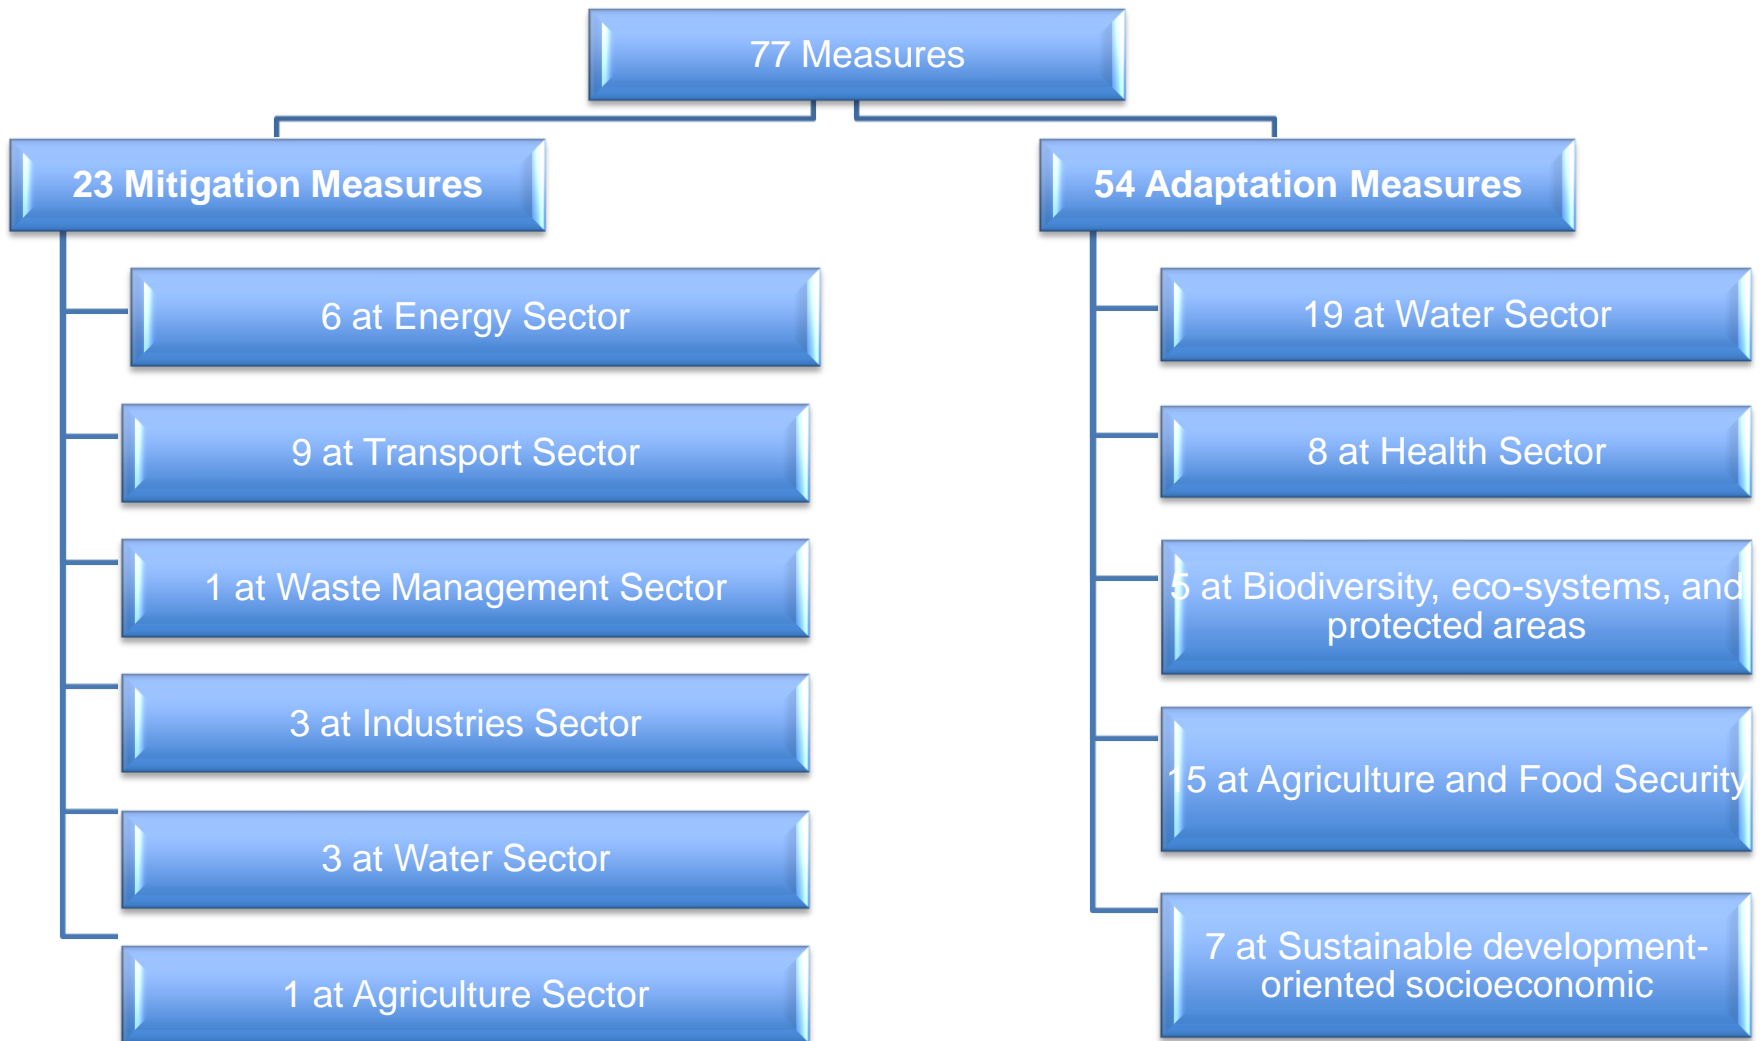 77 Measures
23 Mitigation Measures
6 at Energy Sector
9 at Transport Sector
1 at Waste Management Sector
3 at Industries Sector
3 at Water Sector
1 at Agriculture Sector
54 Adaptation Measures
19 at Water Sector
8 at Health Sector
5 at Biodiversity, eco-systems, and
protected areas
15 at Agriculture and Food Security
7 at Sustainable development-
oriented socioeconomic